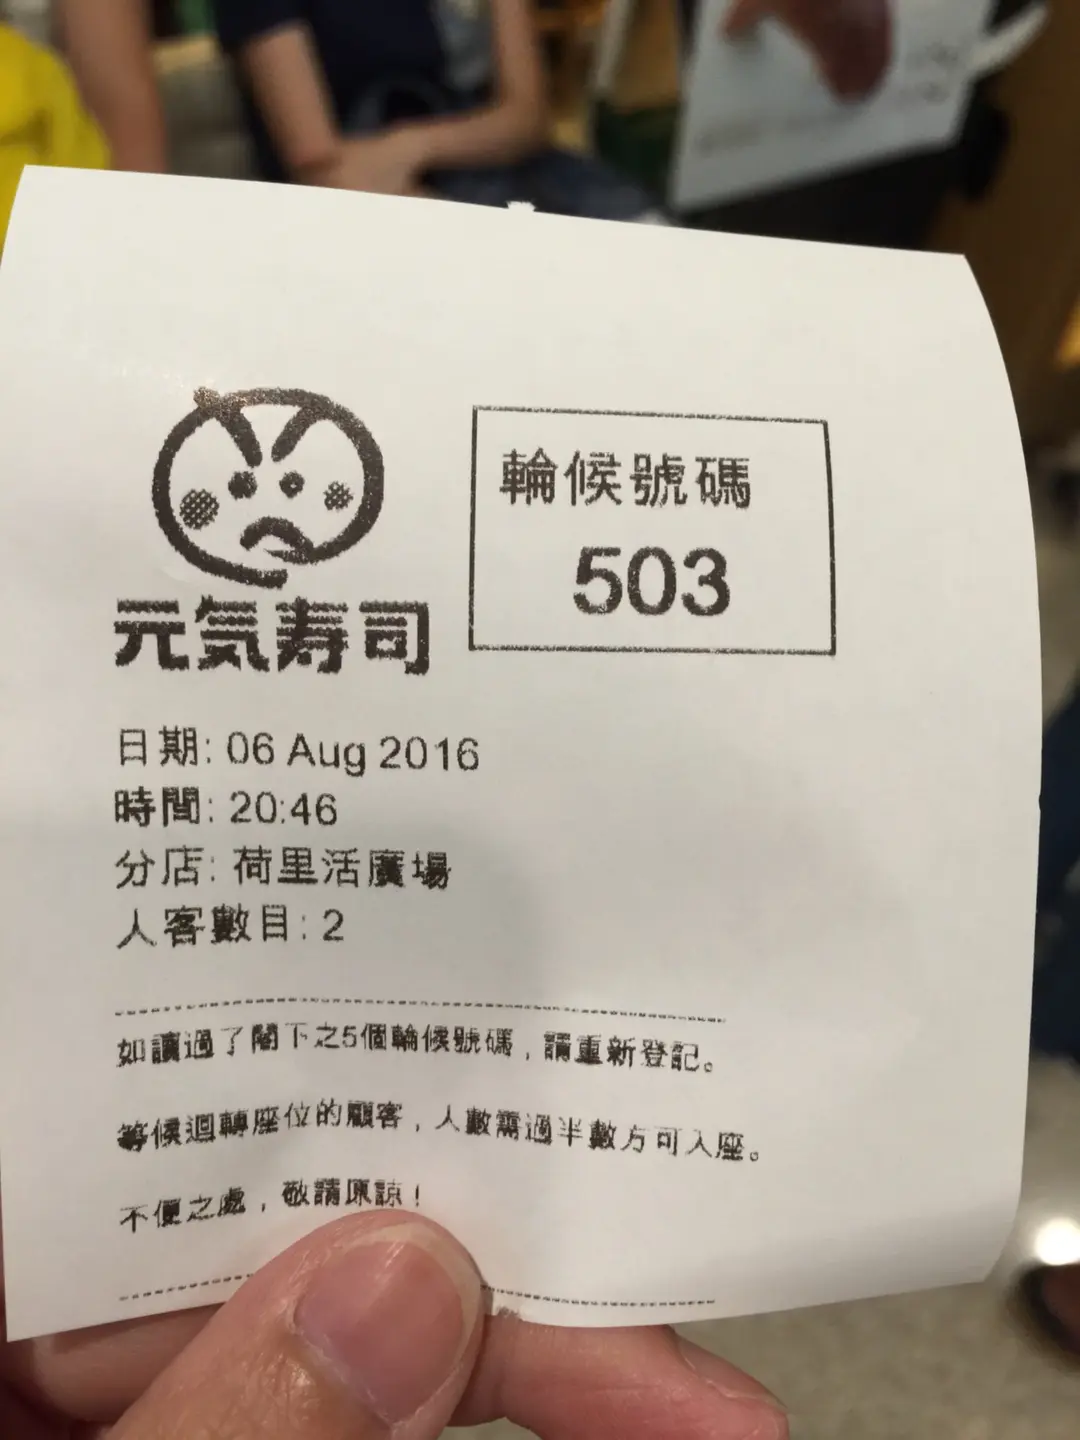 元気寿司
輪候號碼
503
日期: 06 Aug 2016
時間: 20:46
分店: 荷里活廣場
人客數目: 2
如讀過了閣下之5個輪候號碼，請重新登記。
等候迴轉座位的顧客，人數需過半數方可入座。
不便之處，敬請原諒！